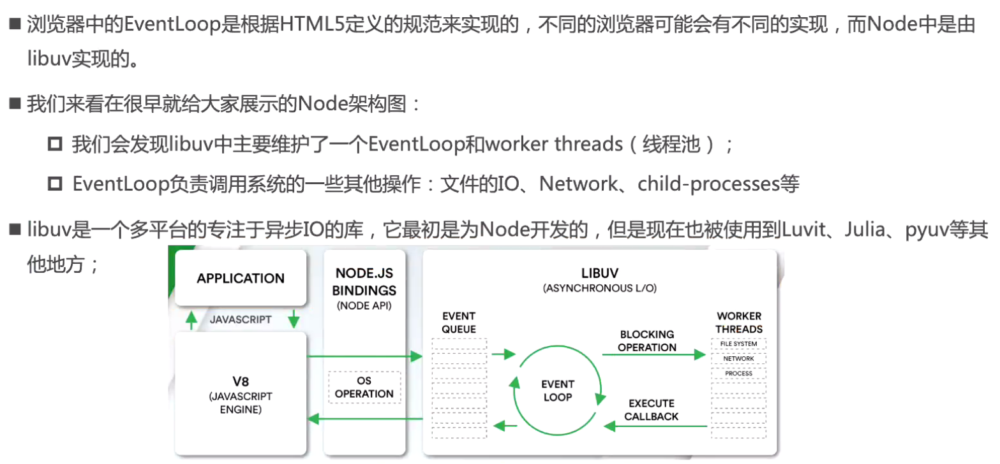 ■ 浏览器中的EventLoop是根据HTML5定义的规范来实现的，不同的浏览器可能会有不同的实现，而Node中是由
libuv实现的。
■ 我们来看在很早就给大家展示的Node架构图：
我们会发现libuv中主要维护了一个EventLoop和worker threads（线程池）；
EventLoop负责调用系统的一些其他操作：文件的IO、Network、child-processes等
■ libuv是一个多平台的专注于异步IO的库，它最初是为Node开发的，但是现在也被使用到Luvit、Julia、pyuv等其
他地方；
APPLICATION
JAVASCRIPT
V8
(JAVASCRIPT
ENGINE)
NODE.JS
BINDINGS
(NODE API)
OS
OPERATION
LIBUV
(ASYNCHRONOUS L/O)
EVENT
QUEUE
EVENT
LOOP
BLOCKING
OPERATION
EXECUTE
CALLBACK
WORKER
THREADS
FILE SYSTEM
NETWORK
PROCESS